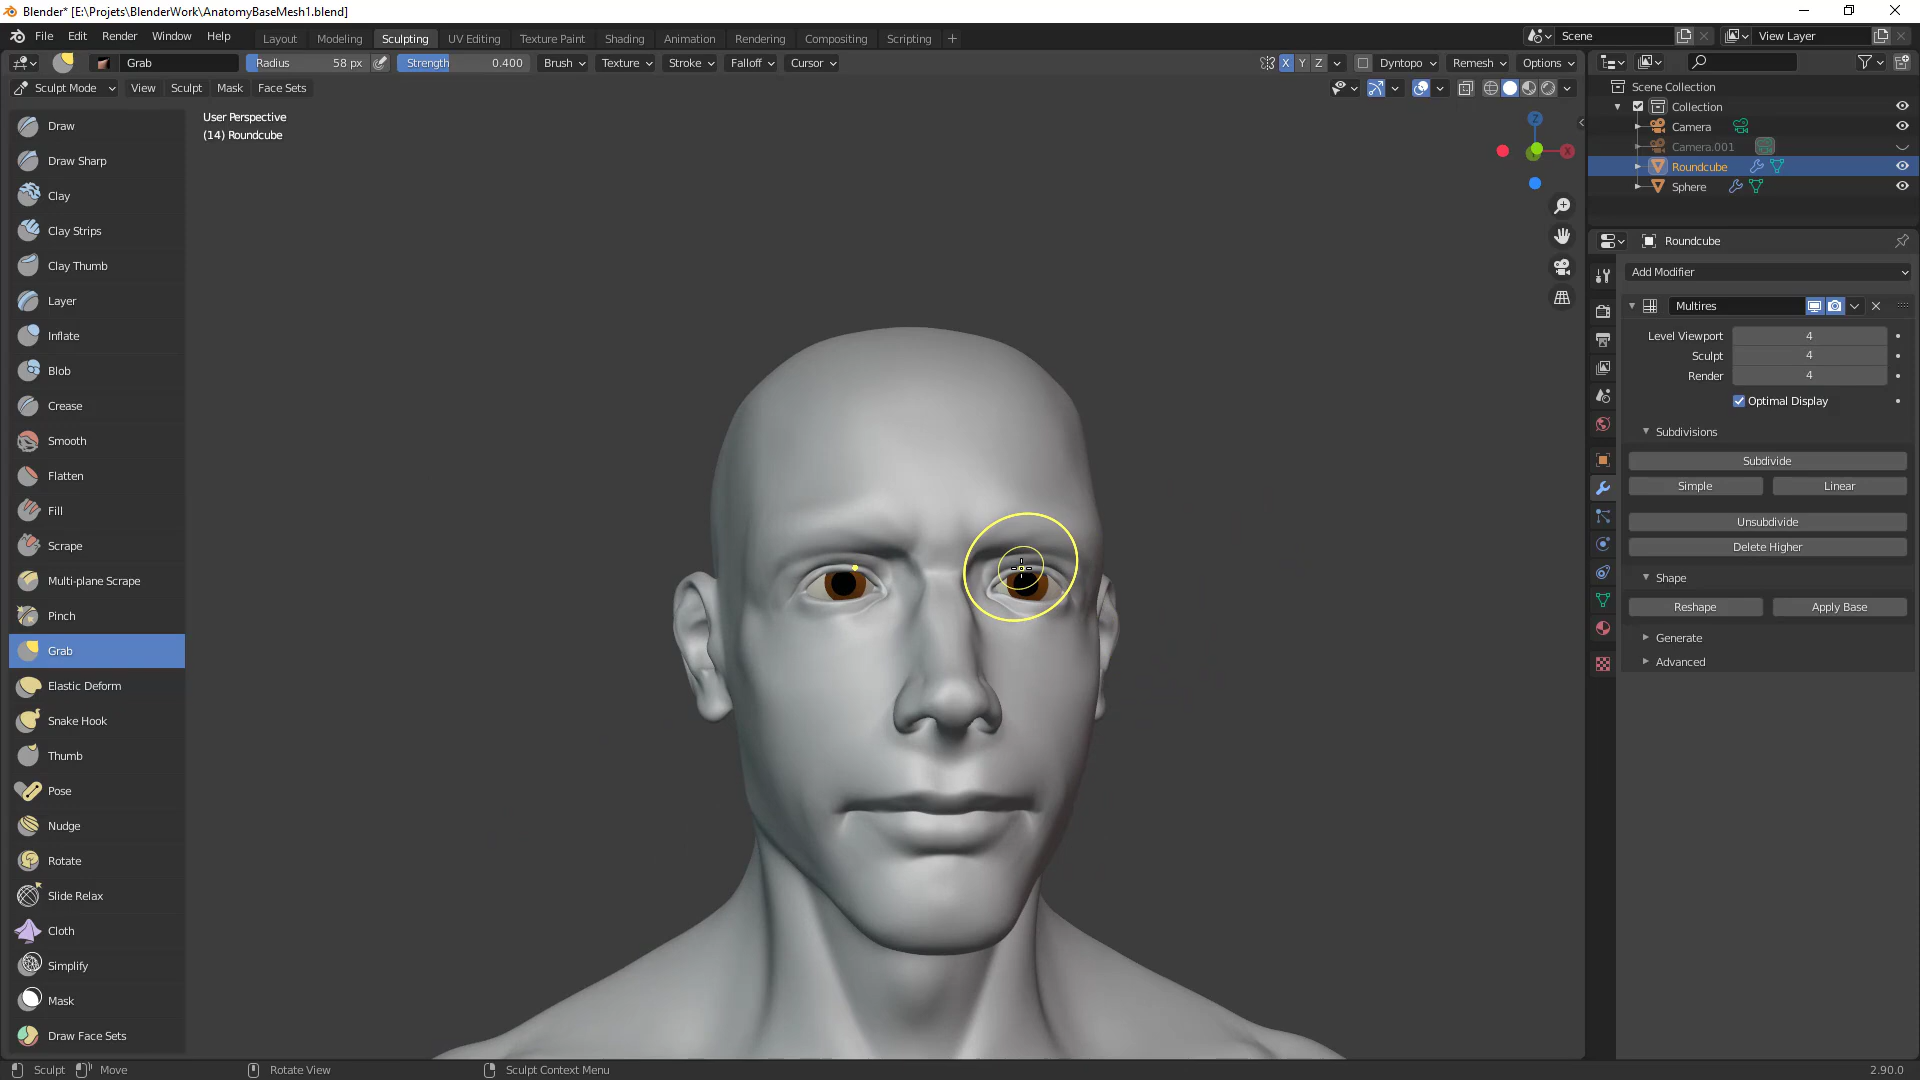 Blender* [E:\Projets\BlenderWork\AnatomyBaseMesh1.blend]
File Edit Render Window Help Layout Modeling Sculpting UV Editing Texture Paint Shading Animation Rendering Compositing Scripting + Scene View Layer
Grab Radius 58 px Strength 0.400 Brush Texture Stroke Falloff Cursor X Y Z Dyntopo Remesh Options
Sculpt Mode View Sculpt Mask Face Sets
User Perspective
(14) Roundcube
Z
X
Draw
Draw Sharp
Clay
Clay Strips
Clay Thumb
Layer
Inflate
Blob
Crease
Smooth
Flatten
Fill
Scrape
Multi-plane Scrape
Pinch
Grab
Elastic Deform
Snake Hook
Thumb
Pose
Nudge
Rotate
Slide Relax
Cloth
Simplify
Mask
Draw Face Sets
Scene Collection
Collection
Camera
Camera.001
Roundcube
Sphere
Roundcube
Add Modifier
Multires
Level Viewport 4
Sculpt 4
Render 4
Optimal Display
Subdivisions
Subdivide
Simple Linear
Unsubdivide
Delete Higher
Shape
Reshape Apply Base
Generate
Advanced
Sculpt Move Rotate View Sculpt Context Menu 2.90.0